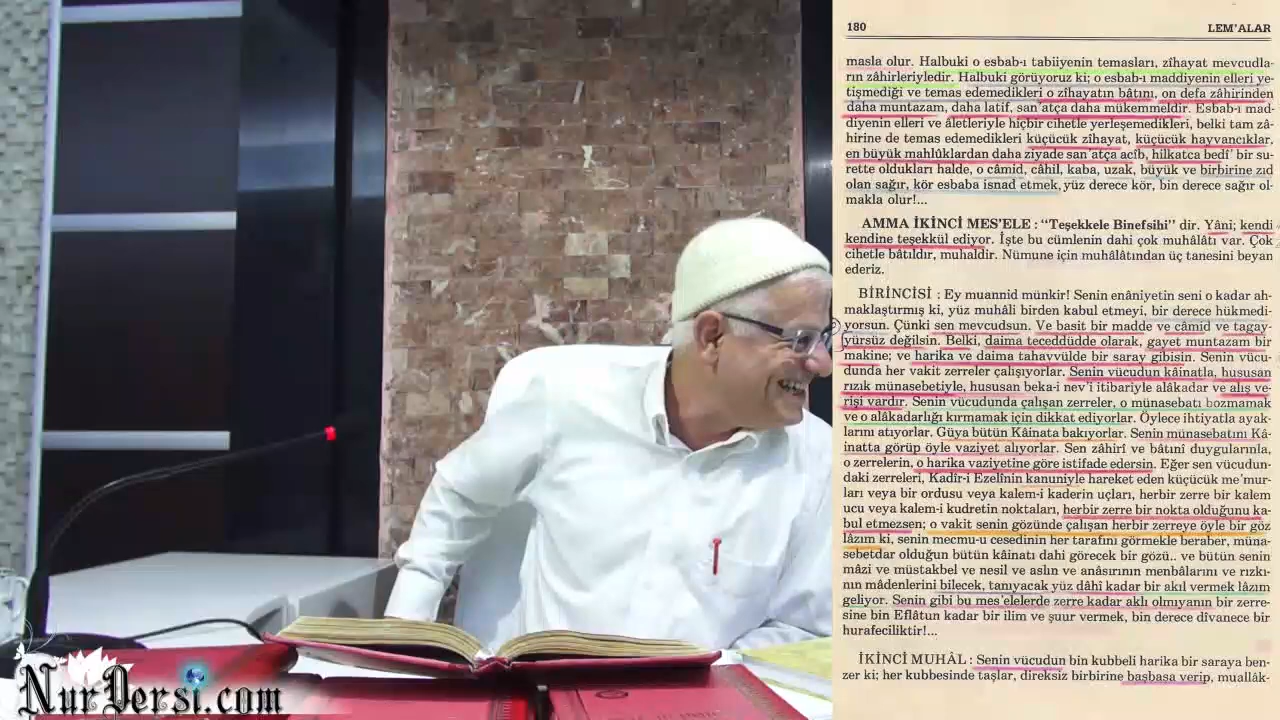 180 LEM'ALAR
masla olur. Halbuki o esbab-ı tabiiyenin temasları, zîhayat mevcudla-
rın zâhirleriyledir. Halbuki görüyoruz ki; o esbab-ı maddiyenin elleri ye-
tişmediği ve temas edemedikleri o zîhayatın bâtını, on defa zâhirinden
daha muntazam, daha latif, san'atça daha mükemmeldir. Esbab-ı mad-
diyenin elleri ve âletleriyle hiçbir cihetle yerleşemedikleri, belki tam zâ-
hirine de temas edemedikleri küçücük zîhayat, küçücük hayvancıklar,
en büyük mahlûklardan daha ziyade san'atça acîb, hilkatca bedî' bir su-
rette oldukları halde, o câmid, câhil, kaba, uzak, büyük ve birbirine zıd
olan sağır, kör esbaba isnad etmek, yüz derece kör, bin derece sağır ol-
makla olur!...
AMMA İKİNCİ MES'ELE : "Teşekkele Binefsihi" dir. Yâni; kendi
kendine teşekkül ediyor. İşte bu cümlenin dahi çok muhâlâtı var. Çok
cihetle bâtıldır, muhaldir. Nümune için muhâlâtından üç tanesini beyan
ederiz.
BİRİNCİSİ : Ey muannid münkir! Senin enâniyetin seni o kadar ah-
maklaştırmış ki, yüz muhâli birden kabul etmeyi, bir derece hükmedi-
yorsun. Çünki sen mevcudsun. Ve basit bir madde ve câmid ve tagay-
yürsüz değilsin. Belki, daima teceddüdde olarak, gayet muntazam bir
makine; ve harika ve daima tahavvülde bir saray gibisin. Senin vücu-
dunda her vakit zerreler çalışıyorlar. Senin vücudun kâinatla, hususan
rızık münasebetiyle, hususan beka-i nev'î itibariyle alâkadar ve alış ve-
rişi vardır. Senin vücudunda çalışan zerreler, o münasebatı bozmamak
ve o alâkadarlığı kırmamak için dikkat ediyorlar. Öylece ihtiyatla ayak-
larını atıyorlar. Güya bütün Kâinata bakıyorlar. Senin münasebatını Kâ-
inatta görüp öyle vaziyet alıyorlar. Sen zâhirî ve bâtınî duygularınla,
o zerrelerin, o harika vaziyetine göre istifade edersin. Eğer sen vücudun-
daki zerreleri, Kadîr-i Ezelînin kanuniyle hareket eden küçücük me'mur-
ları veya bir ordusu veya kalem-i kaderin uçları, herbir zerre bir kalem
ucu veya kalem-i kudretin noktaları, herbir zerre bir nokta olduğunu ka-
bul etmezsen; o vakit senin gözünde çalışan herbir zerreye öyle bir göz
lâzım ki, senin mecmu-u cesedinin her tarafını görmekle beraber, müna-
sebetdar olduğun bütün kâinatı dahi görecek bir gözü.. ve bütün senin
mâzi ve müstakbel ve nesil ve aslın ve anâsırının menbâlarını ve rızkı-
nın mâdenlerini bilecek, tanıyacak yüz dâhî kadar bir akıl vermek lâzım
geliyor. Senin gibi bu mes'elelerde zerre kadar aklı olmıyanın bir zerre-
sine bin Eflâtun kadar bir ilim ve şuur vermek, bin derece dîvanece bir
hurafeciliktir!...
İKİNCİ MUHÂL : Senin vücudun bin kubbeli harika bir saraya ben-
zer ki; her kubbesinde taşlar, direksiz birbirine başbaşa verip, muallâk-
NurDersi.com